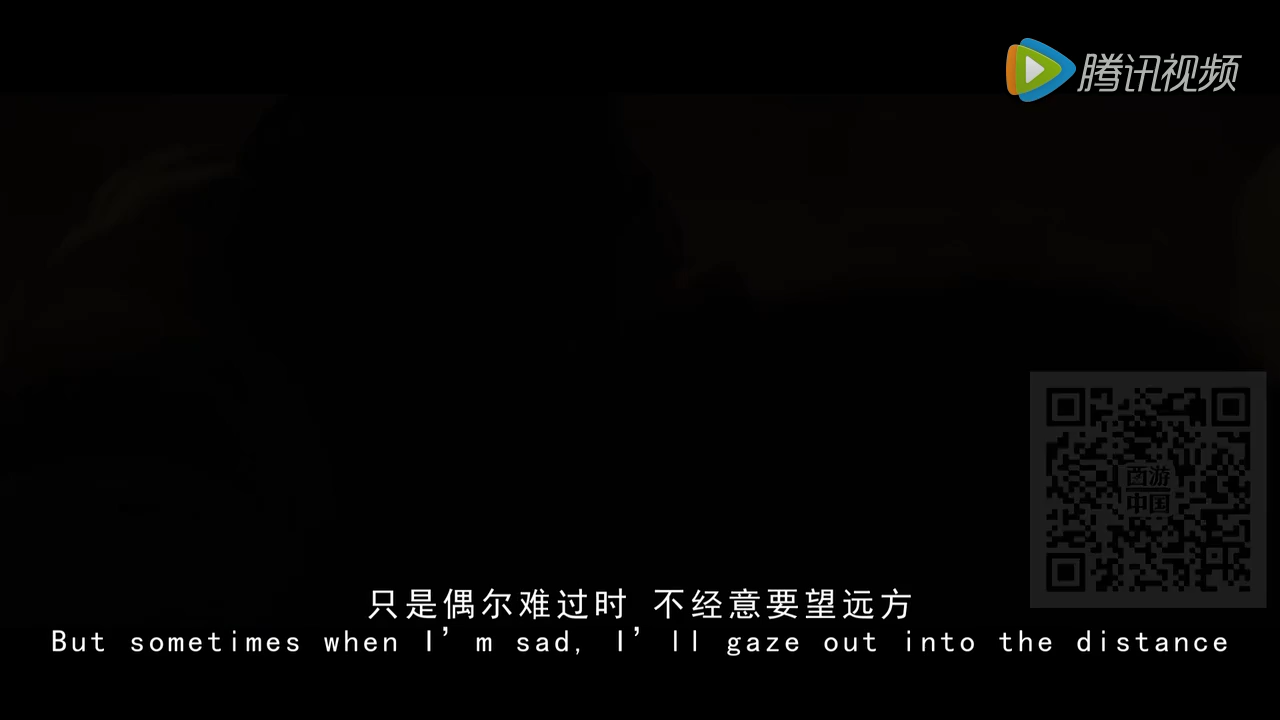 腾讯视频
西游
中国
只是偶尔难过时 不经意要望远方
But sometimes when I’m sad, I’ll gaze out into the distance